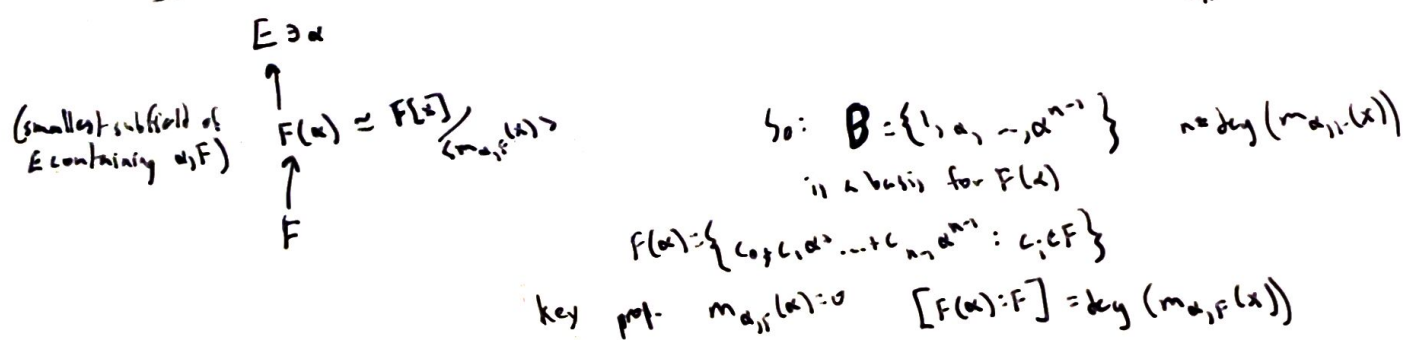 E ∋ α
↑
(smallest subfield of
E containing α, F)
F(α) ≃ F[x]/<m_{α,F}(x)>
↑
F
So: B = {1, α, ~, α^{n-1}} n = deg(m_{α,F}(x))
is a basis for F(α)
F(α) = {c_0 + c_1 α + ... + c_{n-1} α^{n-1} : c_i ∈ F}
key prop. m_{α,F}(α) = 0 [F(α):F] = deg(m_{α,F}(x))